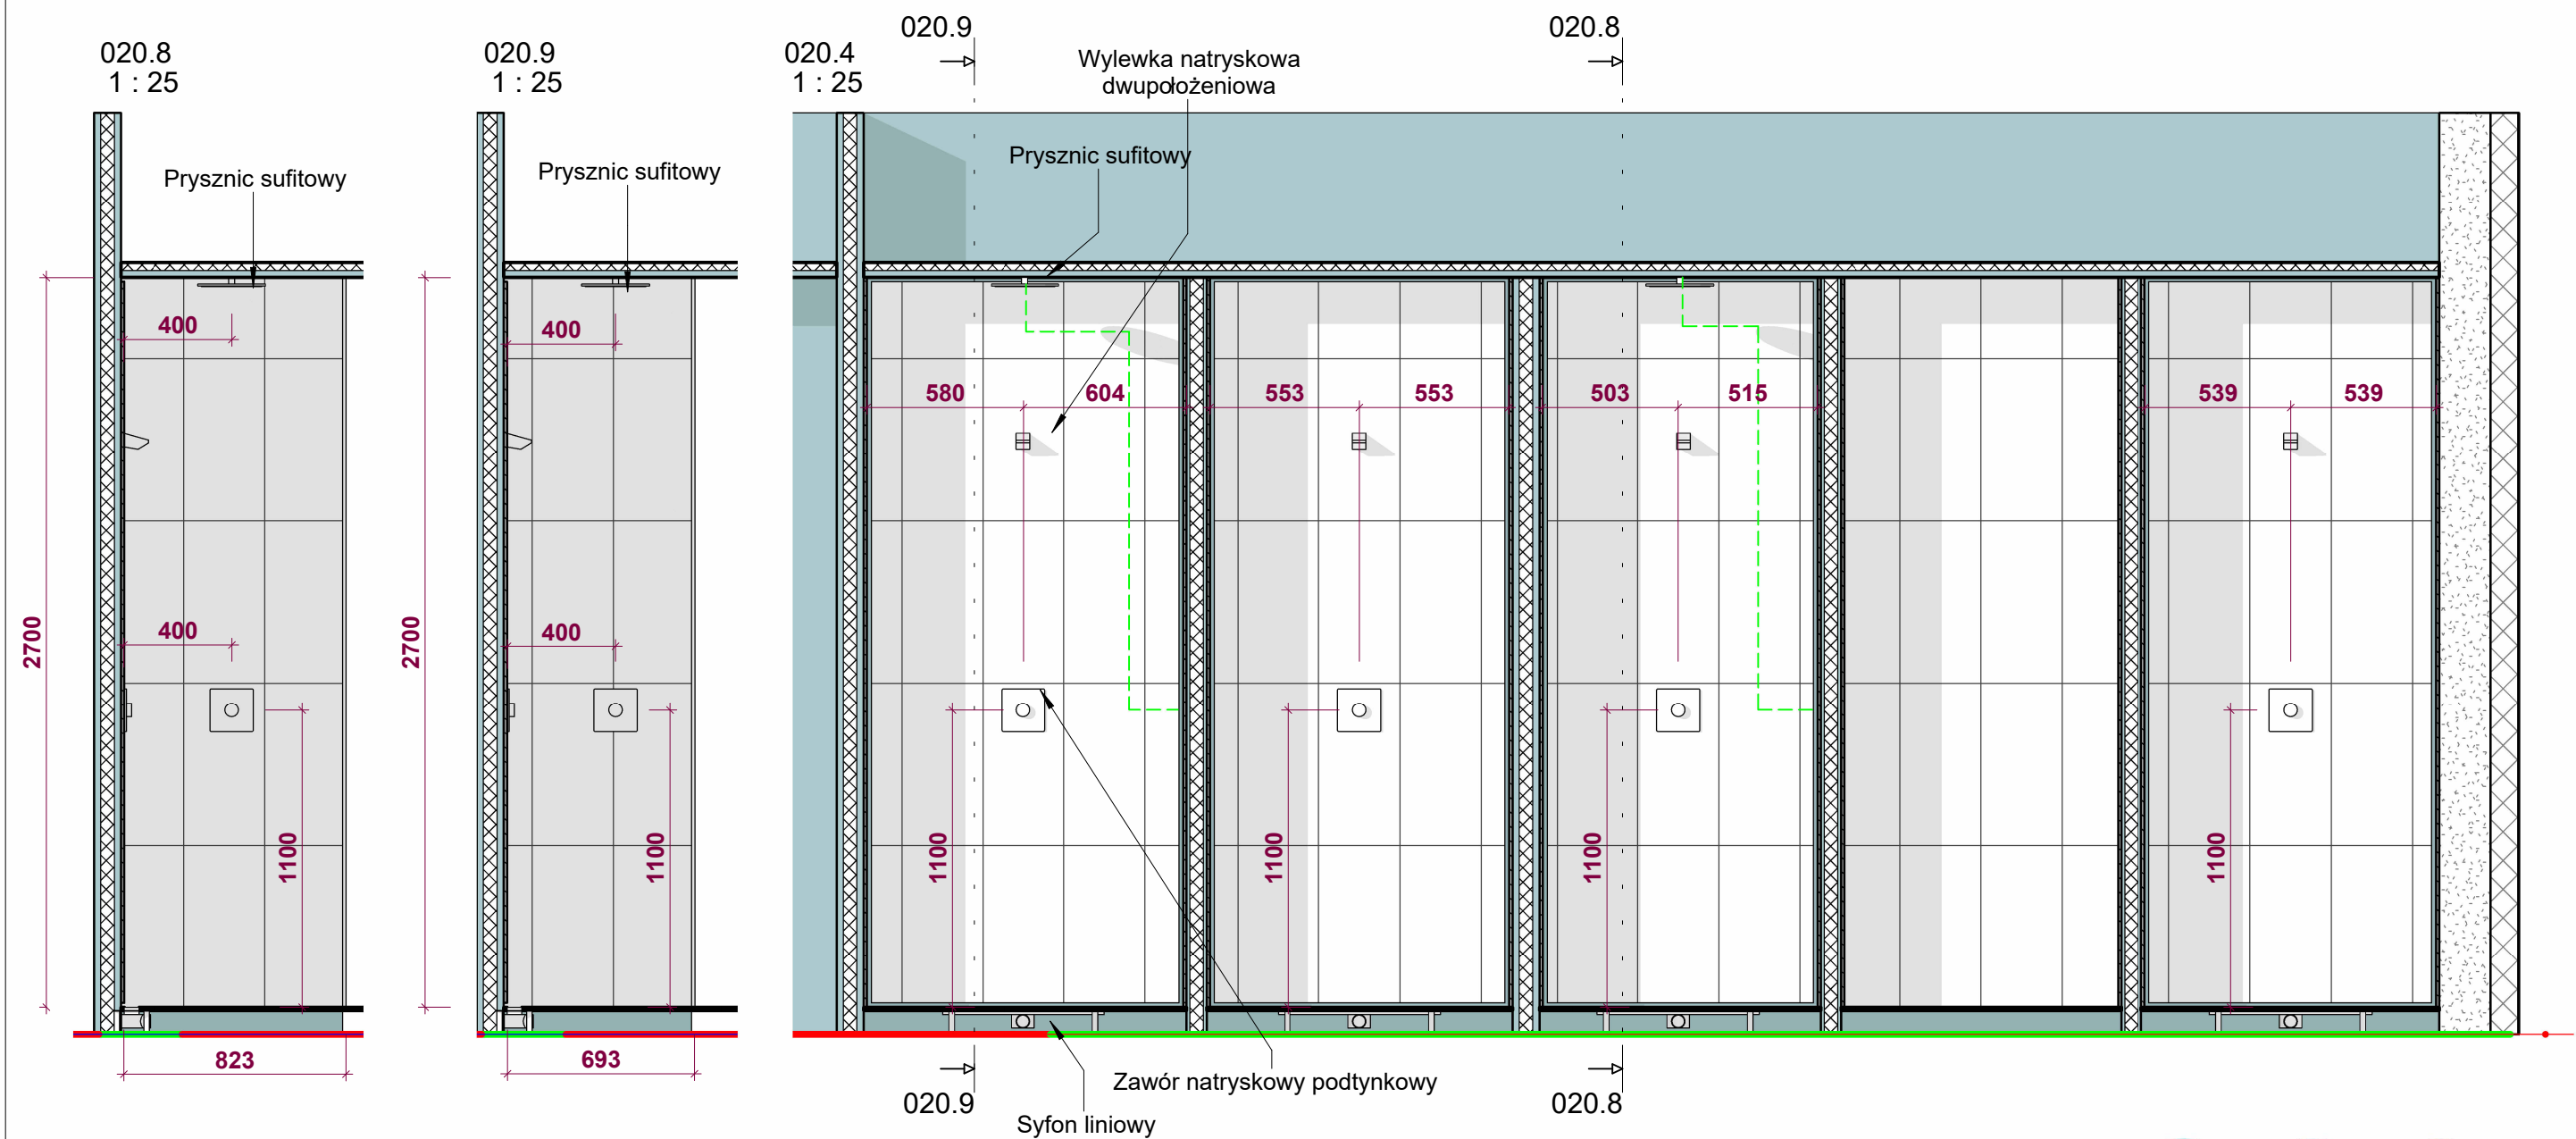 020.8
1 : 25
Prysznic sufitowy
400
400
2700
1100
823
020.9
1 : 25
Prysznic sufitowy
400
400
2700
1100
693
020.4
1 : 25
020.9
020.8
Wylewka natryskowa
dwupołożeniowa
Prysznic sufitowy
580
604
553
553
503
515
539
539
1100
1100
1100
1100
020.9
020.8
Zawór natryskowy podtynkowy
Syfon liniowy